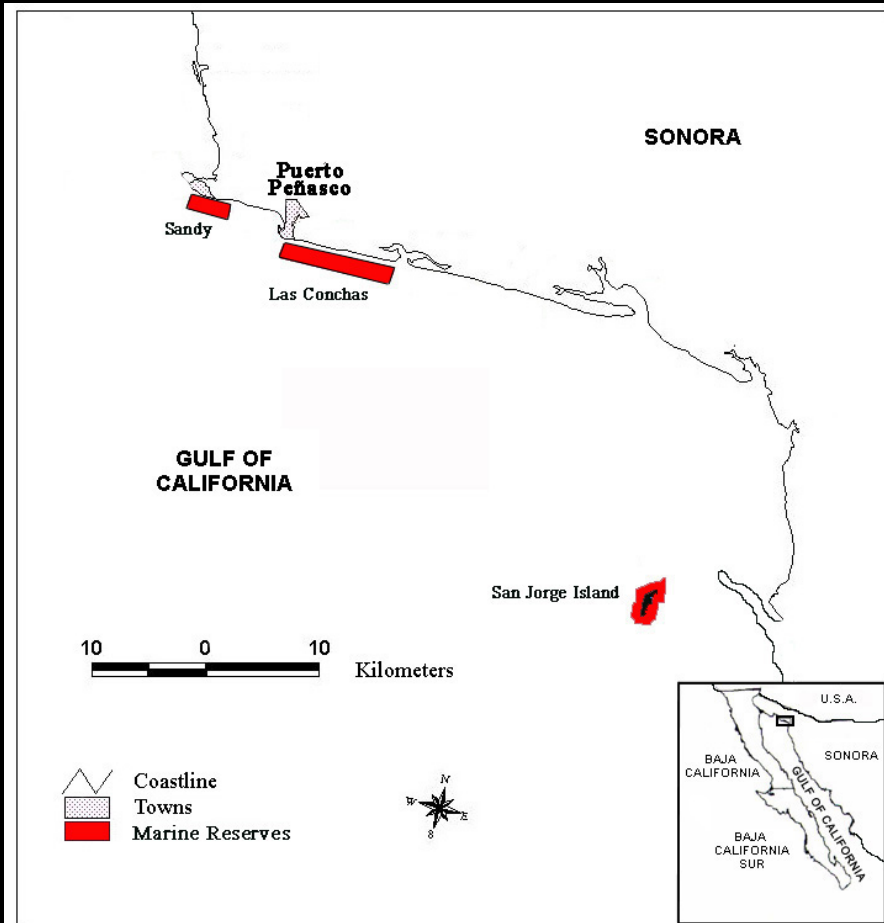 SONORA
Puerto
Peñasco
Sandy
Las Conchas
GULF OF
CALIFORNIA
San Jorge Island
10 0 10
Kilometers
Coastline
Towns
Marine Reserves
N
W
E
S
U.S.A.
BAJA
CALIFORNIA
SONORA
GULF OF CALIFORNIA
BAJA
CALIFORNIA
SUR